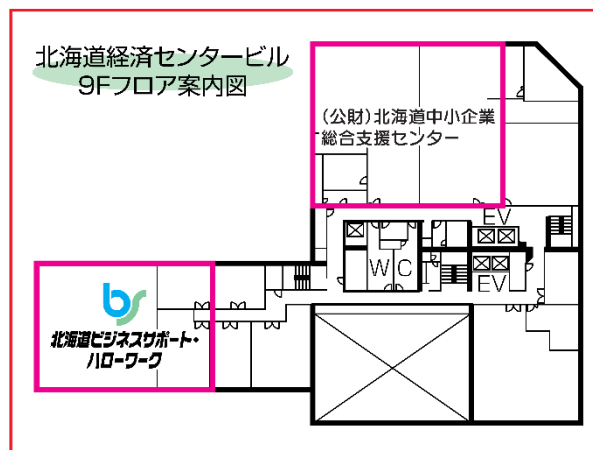 北海道経済センタービル
9Fフロア案内図
(公財)北海道中小企業
総合支援センター
EV
WC
EV
bs
北海道ビジネスサポート・
ハローワーク